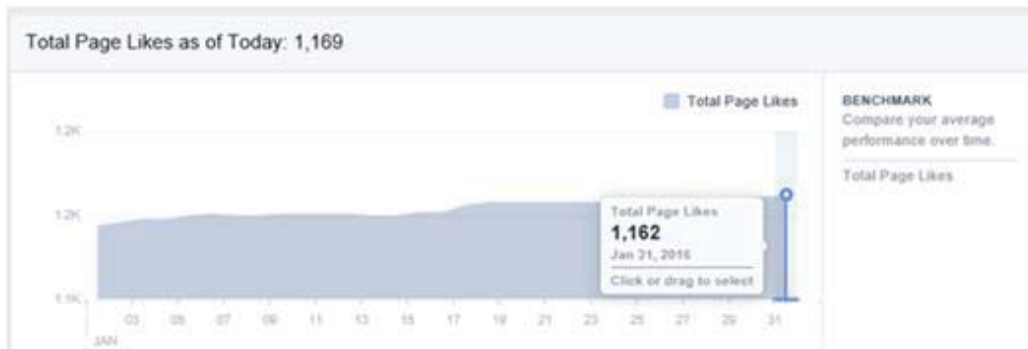 Total Page Likes as of Today: 1,169
Total Page Likes
BENCHMARK
Compare your average
performance over time.
Total Page Likes
1.2K
1.2K
Total Page Likes
1,162
Jan 31, 2016
Click or drag to select
1.1K
03 05 07 09 11 13 15 17 19 21 23 25 27 29 31
JAN